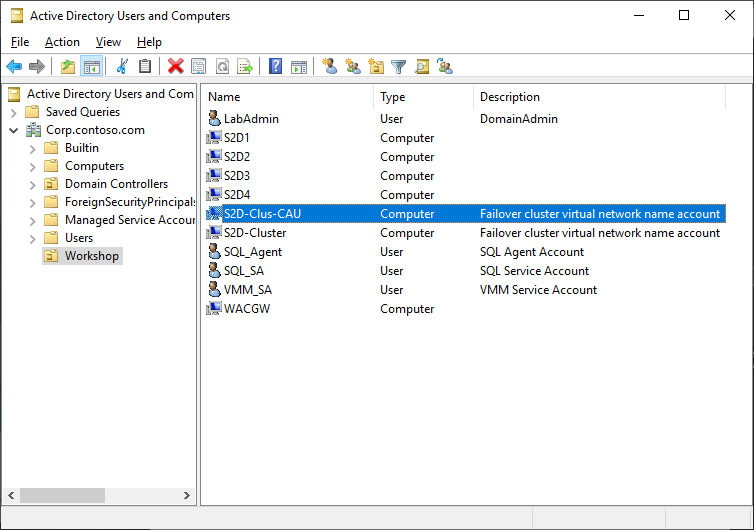 Active Directory Users and Computers
File Action View Help
Active Directory Users and Com
Saved Queries
Corp.contoso.com
Builtin
Computers
Domain Controllers
ForeignSecurityPrincipals
Managed Service Accour
Users
Workshop
Name Type Description
LabAdmin User DomainAdmin
S2D1 Computer
S2D2 Computer
S2D3 Computer
S2D4 Computer
S2D-Clus-CAU Computer Failover cluster virtual network name account
S2D-Cluster Computer Failover cluster virtual network name account
SQL_Agent User SQL Agent Account
SQL_SA User SQL Service Account
VMM_SA User VMM Service Account
WACGW Computer